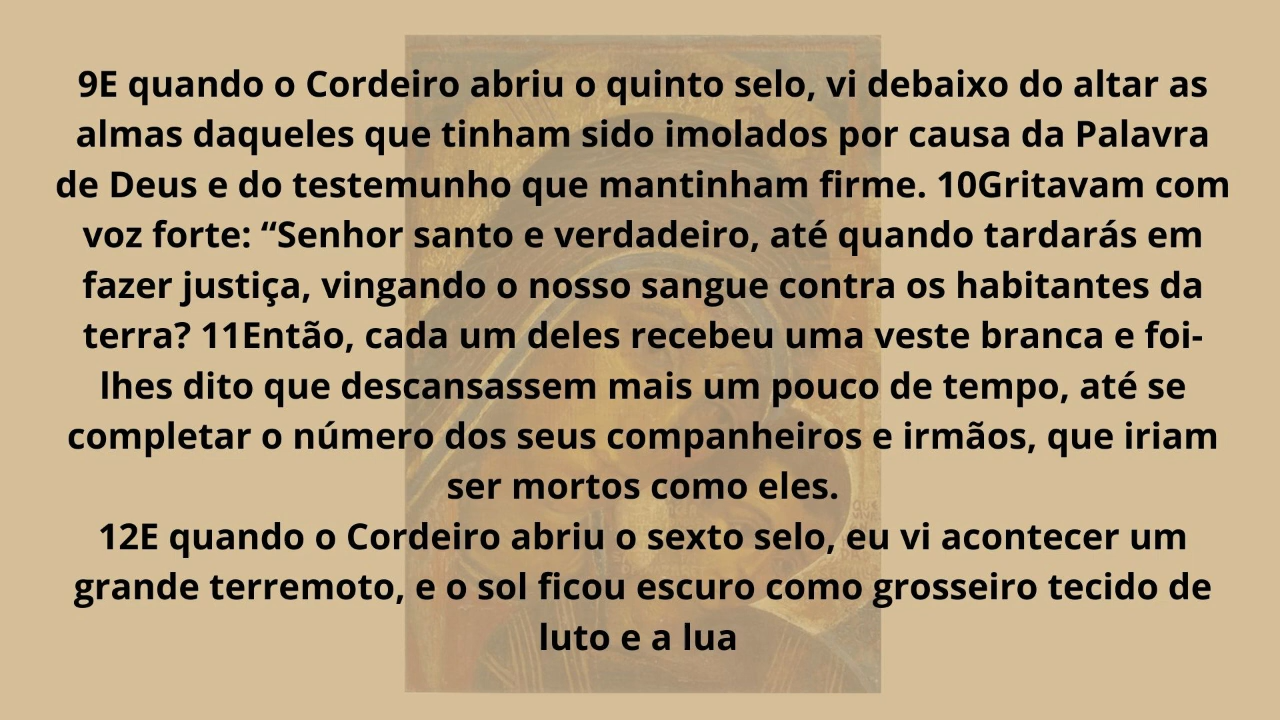 9E quando o Cordeiro abriu o quinto selo, vi debaixo do altar as
almas daqueles que tinham sido imolados por causa da Palavra
de Deus e do testemunho que mantinham firme. 10Gritavam com
voz forte: “Senhor santo e verdadeiro, até quando tardarás em
fazer justiça, vingando o nosso sangue contra os habitantes da
terra? 11Então, cada um deles recebeu uma veste branca e foi-
lhes dito que descansassem mais um pouco de tempo, até se
completar o número dos seus companheiros e irmãos, que iriam
ser mortos como eles.
12E quando o Cordeiro abriu o sexto selo, eu vi acontecer um
grande terremoto, e o sol ficou escuro como grosseiro tecido de
luto e a lua